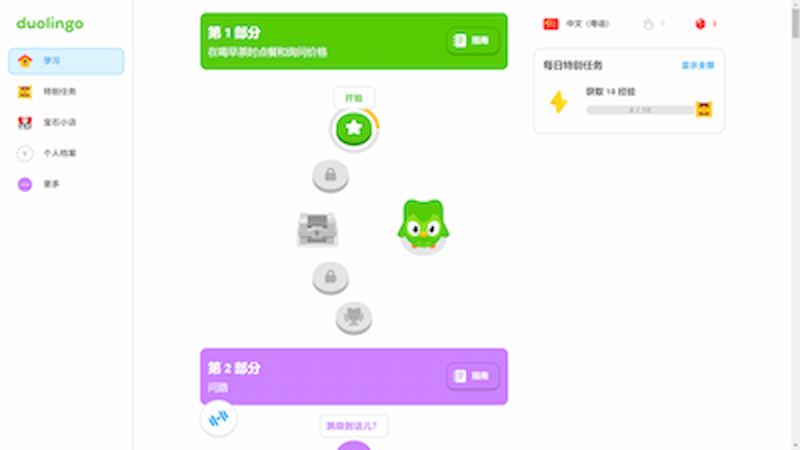 duolingo
学习
特别任务
宝石小店
个人档案
更多
第 1 部分
在喝早茶时点餐和询问价格
指南
开始
第 2 部分
问路
指南
跳级到这儿?
中文 (粤语)
每日特别任务
显示全部
获取 10 经验
0 / 10